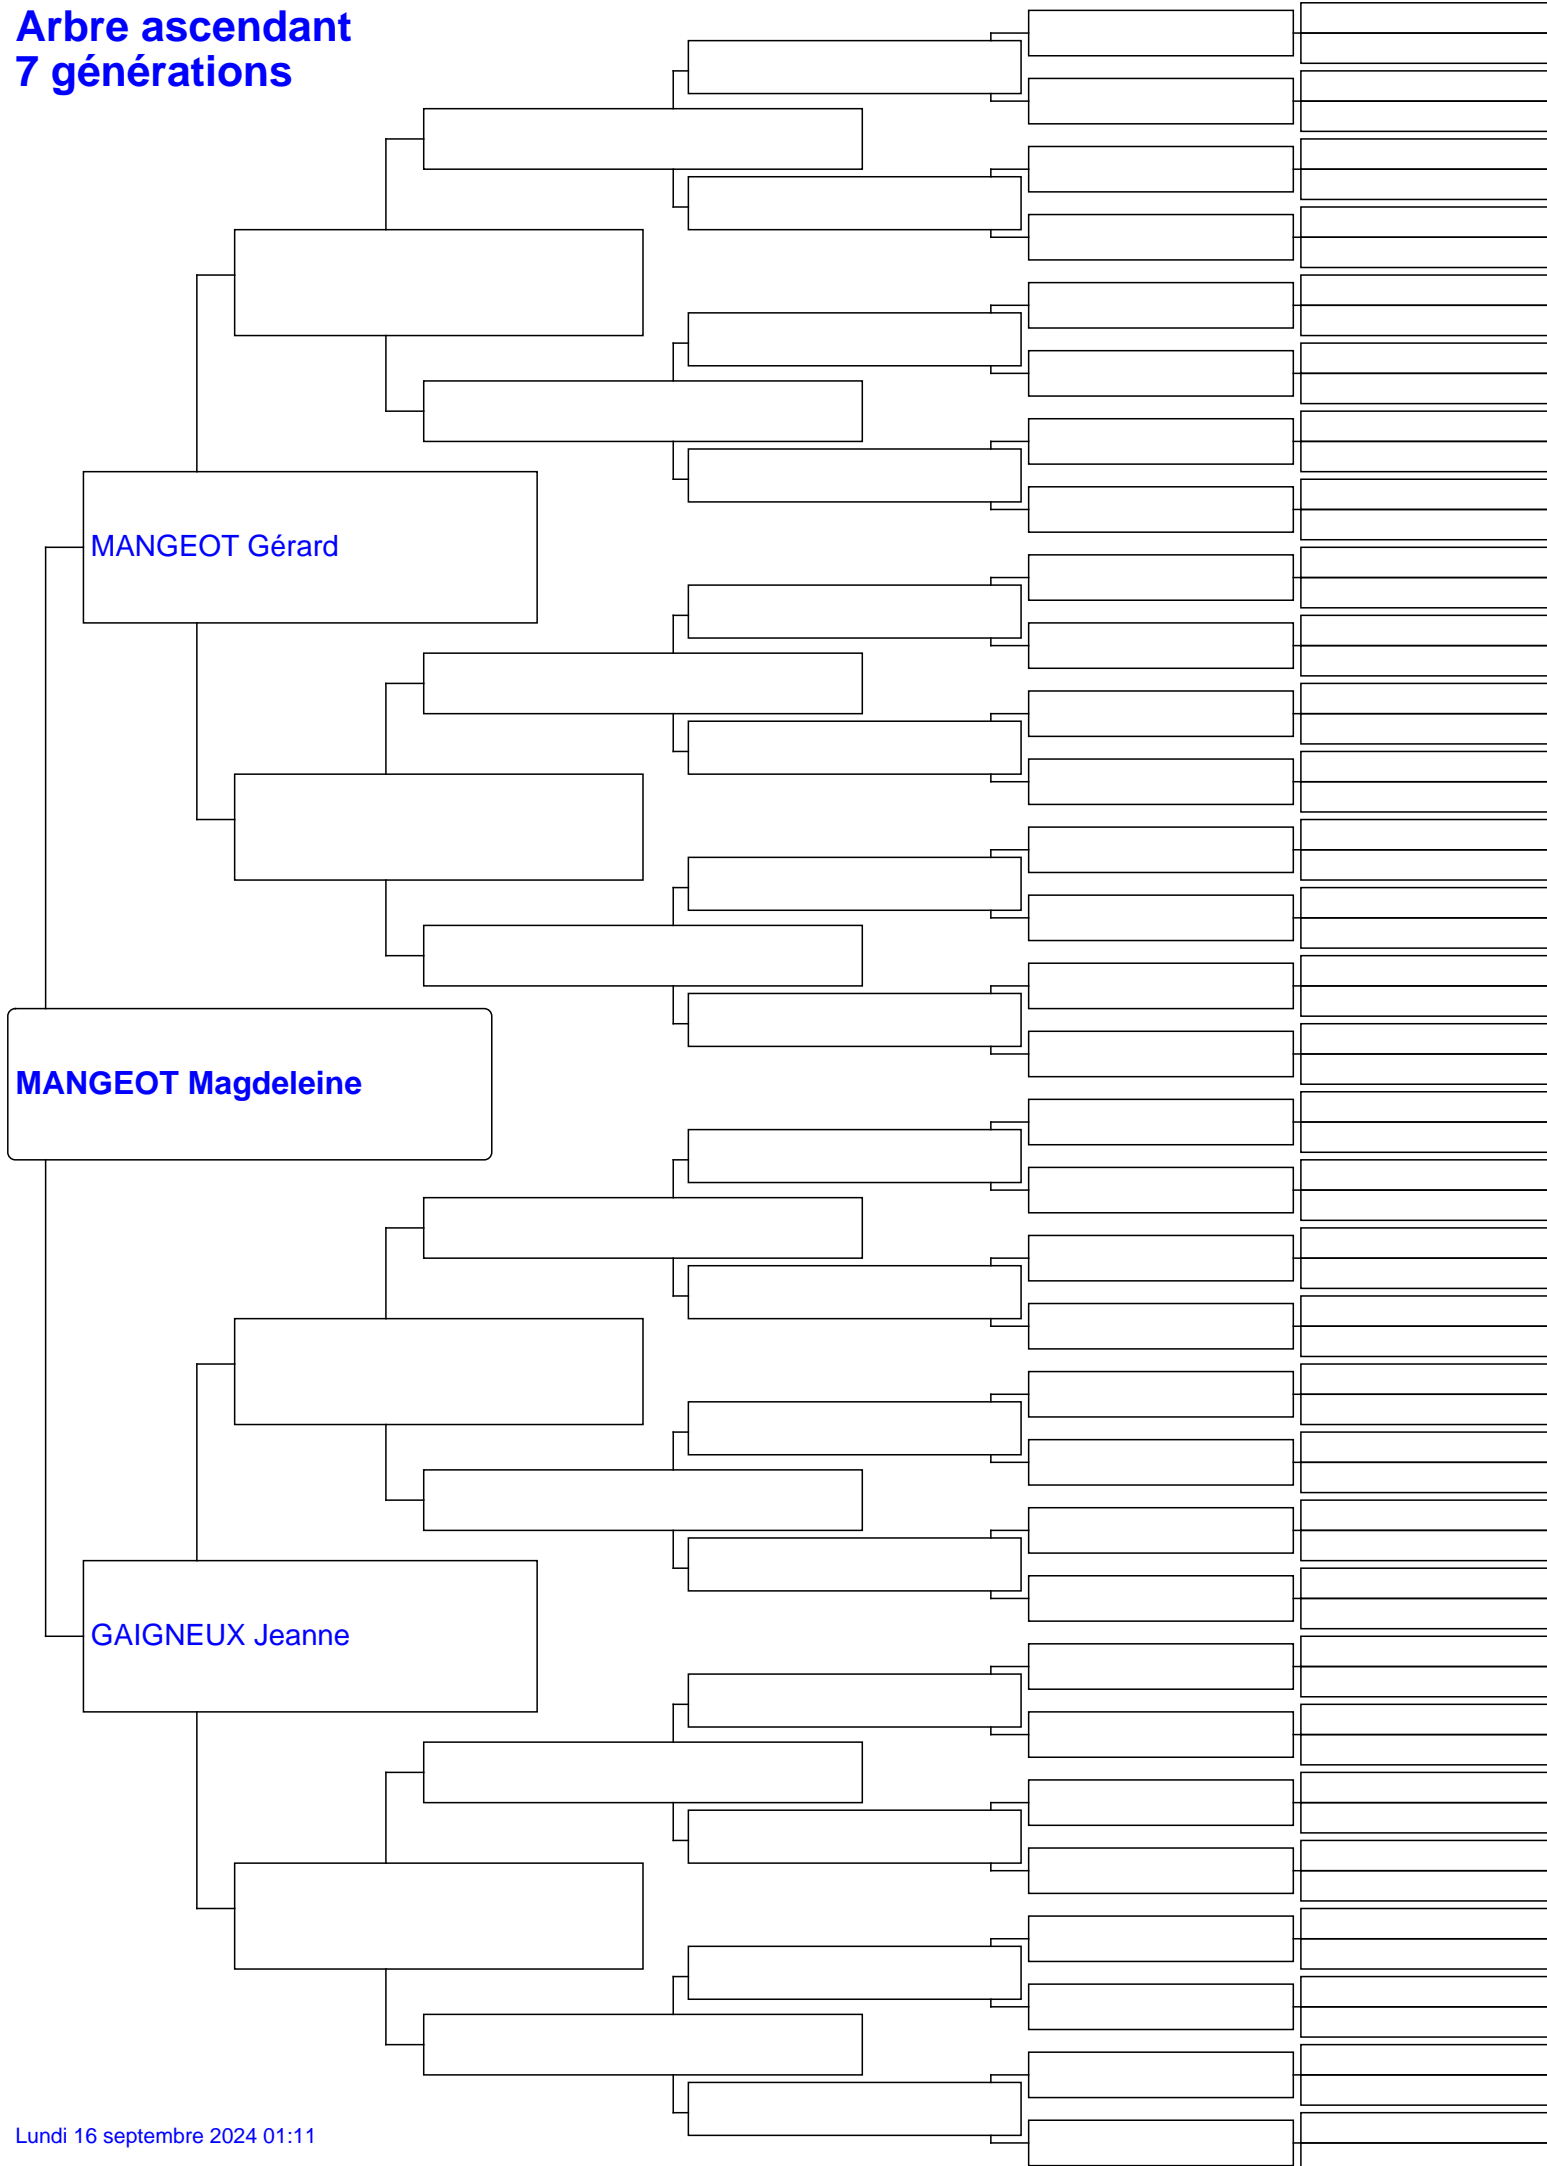 Arbre ascendant
7 générations
MANGEOT Gérard
MANGEOT Magdeleine
GAIGNEUX Jeanne
Lundi 16 septembre 2024 01:11